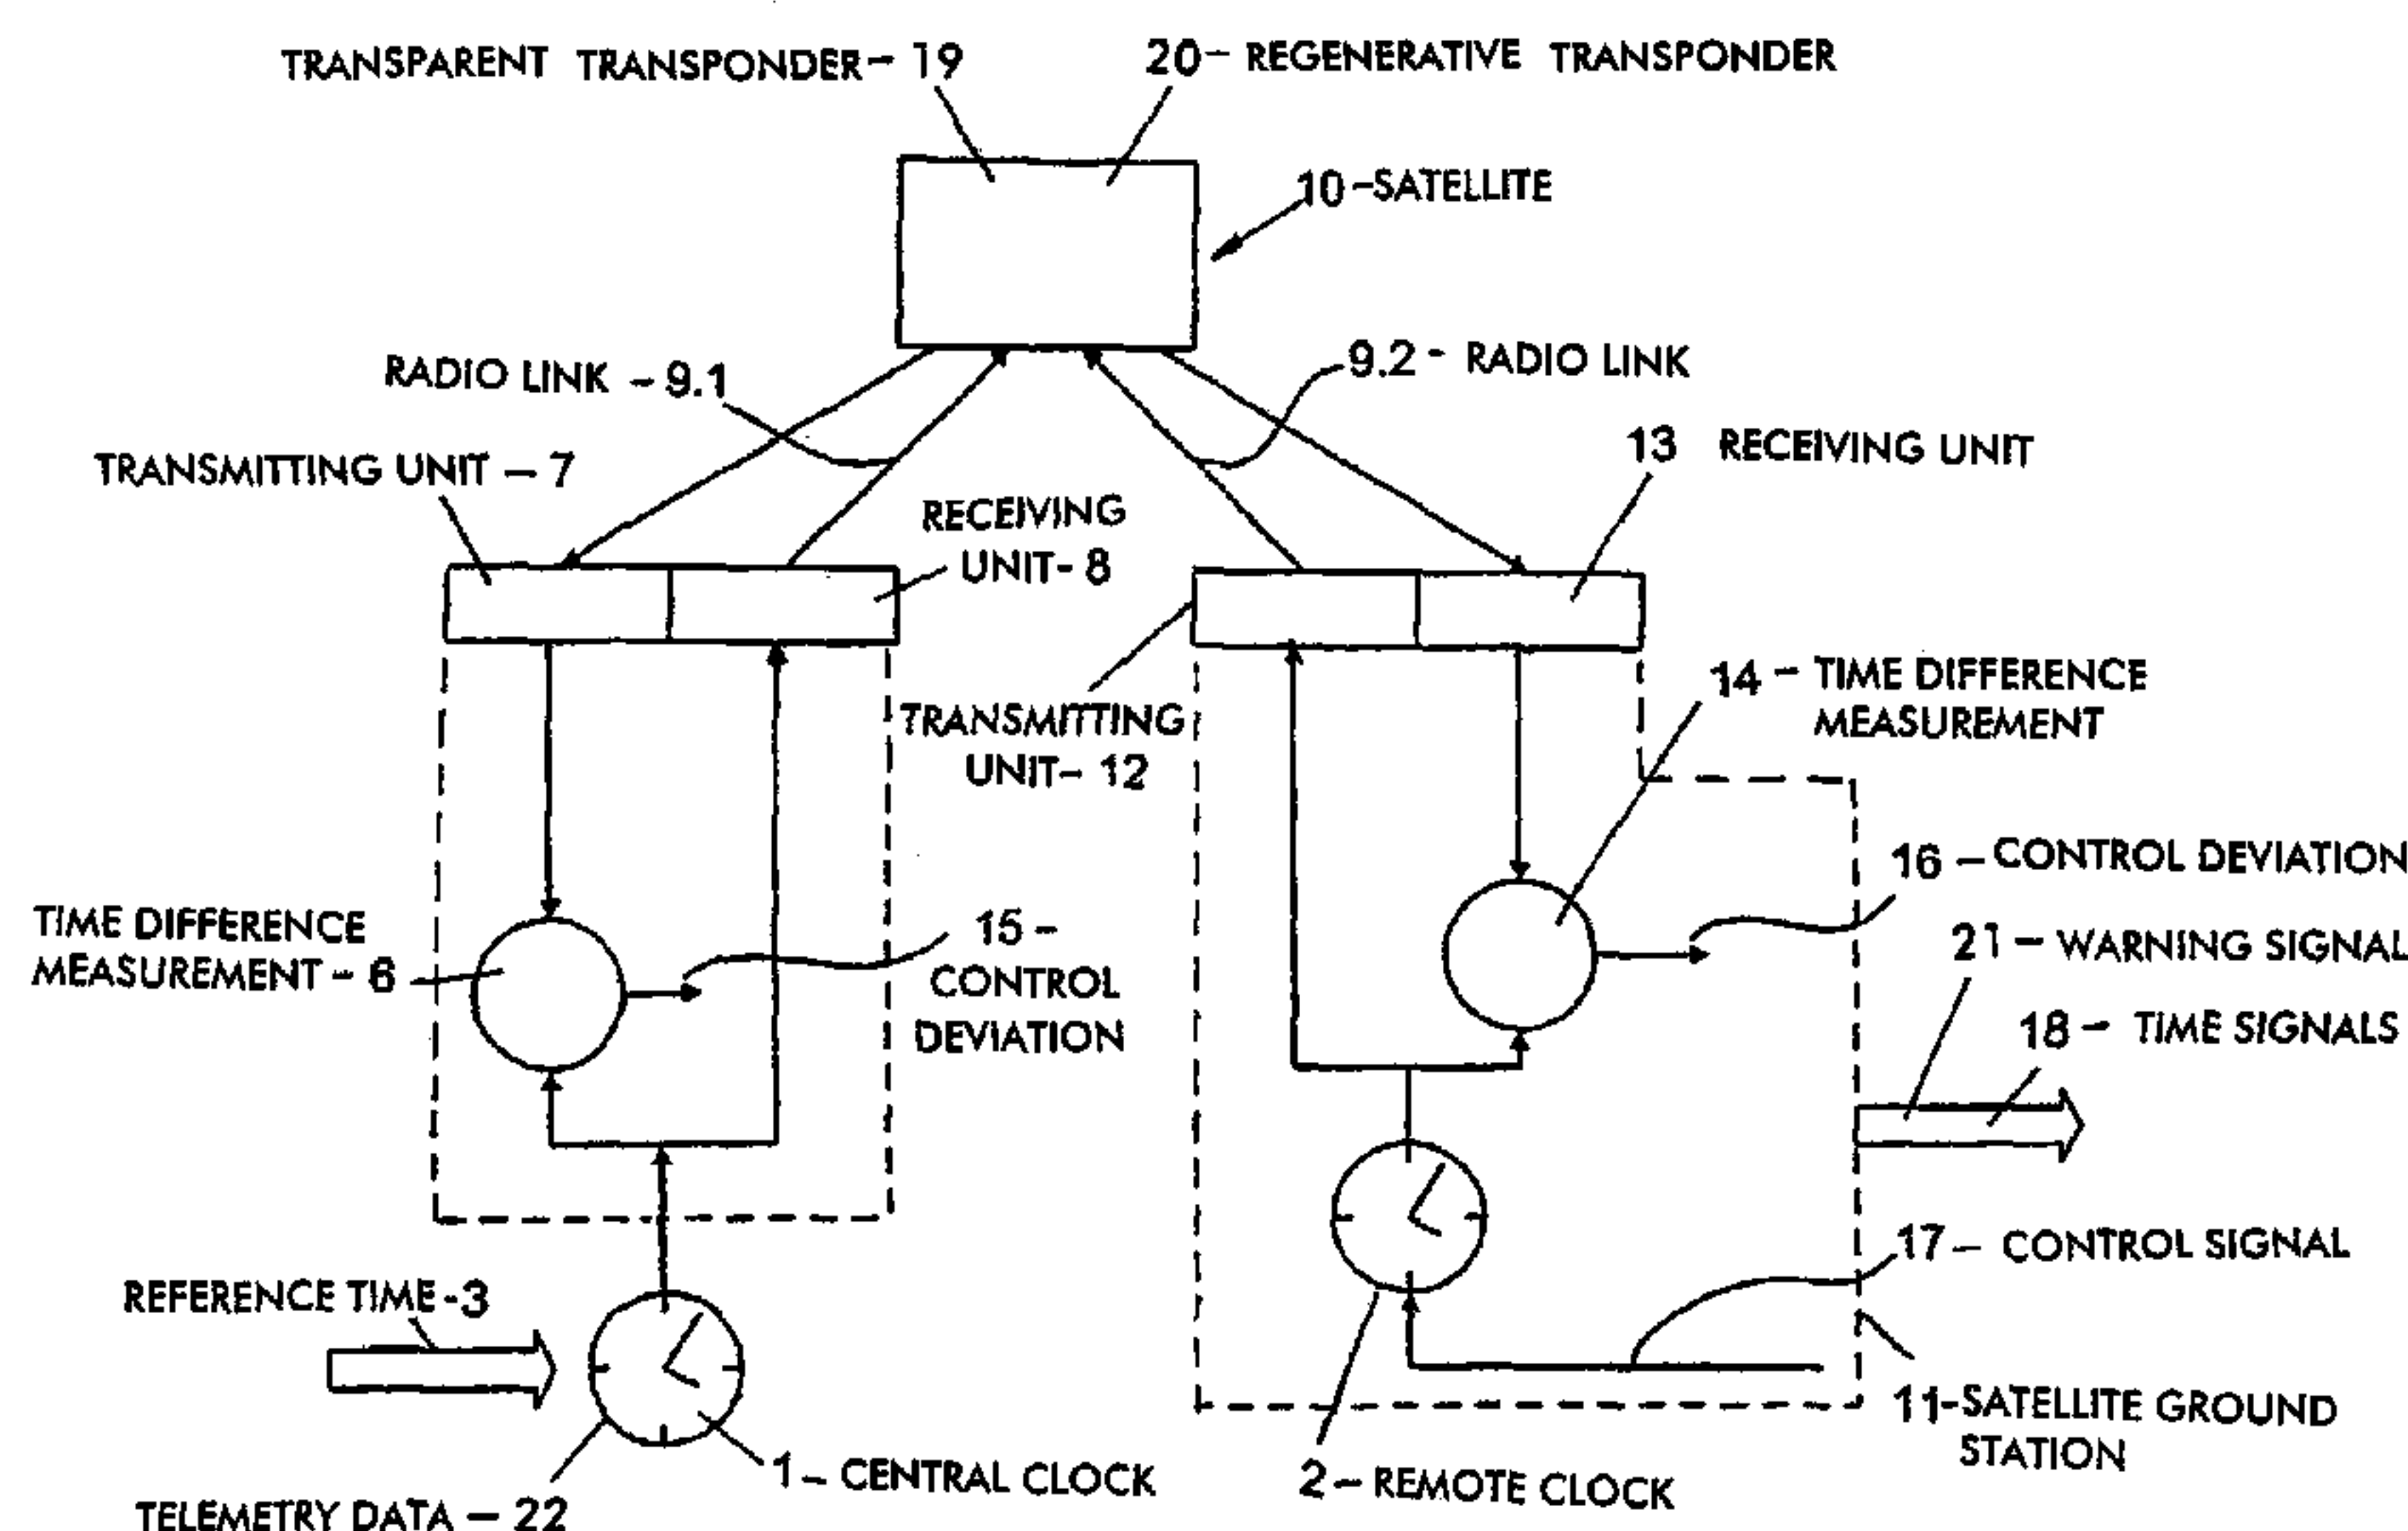 TRANSPARENT TRANSPONDER - 19
20 - REGENERATIVE TRANSPONDER
10 - SATELLITE
RADIO LINK - 9.1
9.2 - RADIO LINK
TRANSMITTING UNIT - 7
13 RECEIVING UNIT
RECEIVING
UNIT - 8
14 - TIME DIFFERENCE
MEASUREMENT
TRANSMITTING
UNIT - 12
16 - CONTROL DEVIATION
TIME DIFFERENCE
MEASUREMENT - 6
15 -
CONTROL
DEVIATION
21 - WARNING SIGNAL
18 - TIME SIGNALS
17 - CONTROL SIGNAL
REFERENCE TIME - 3
11 - SATELLITE GROUND
STATION
1 - CENTRAL CLOCK
2 - REMOTE CLOCK
TELEMETRY DATA - 22